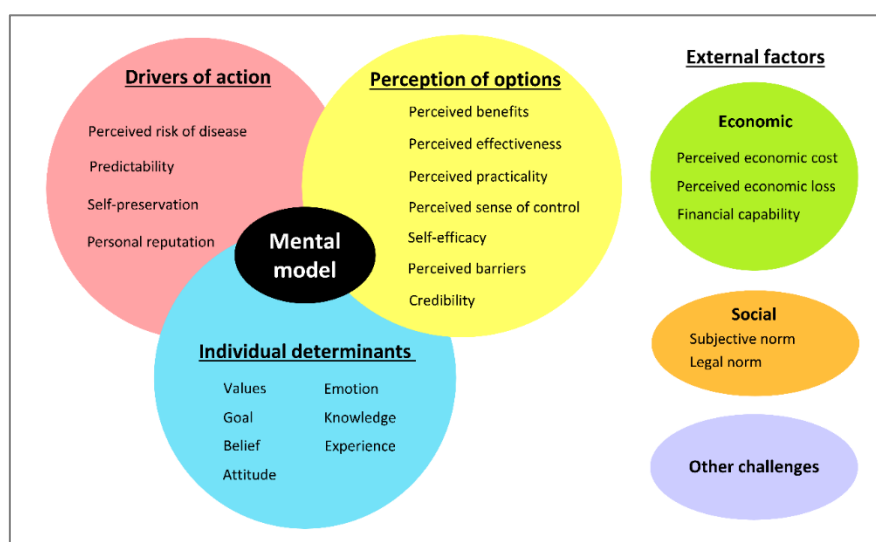 Drivers of action
Perceived risk of disease
Predictability
Self-preservation
Personal reputation
Perception of options
Perceived benefits
Perceived effectiveness
Perceived practicality
Perceived sense of control
Self-efficacy
Perceived barriers
Credibility
Mental
model
Individual determinants
Values
Goal
Belief
Attitude
Emotion
Knowledge
Experience
External factors
Economic
Perceived economic cost
Perceived economic loss
Financial capability
Social
Subjective norm
Legal norm
Other challenges